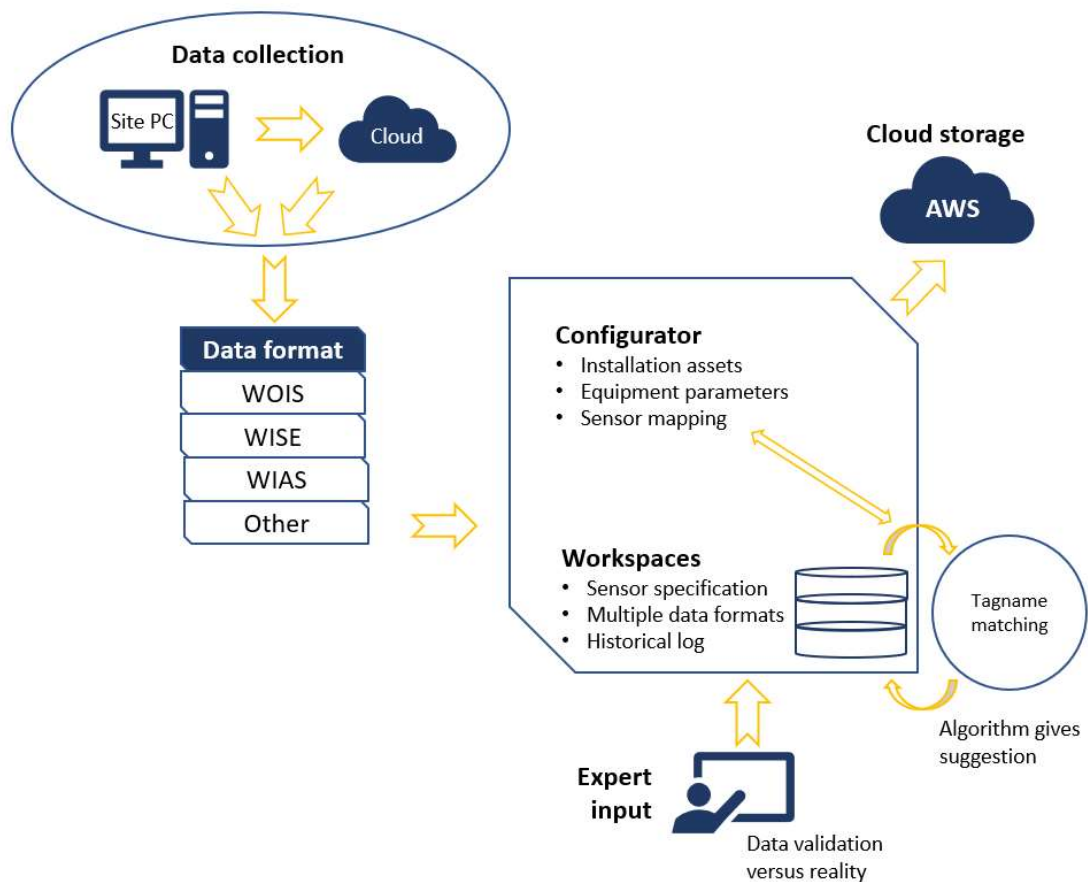 Data collection
Site PC
Cloud
Cloud storage
AWS
Data format
WOIS
WISE
WIAS
Other
Configurator
• Installation assets
• Equipment parameters
• Sensor mapping
Workspaces
• Sensor specification
• Multiple data formats
• Historical log
Tagname
matching
Algorithm gives
suggestion
Expert
input
Data validation
versus reality